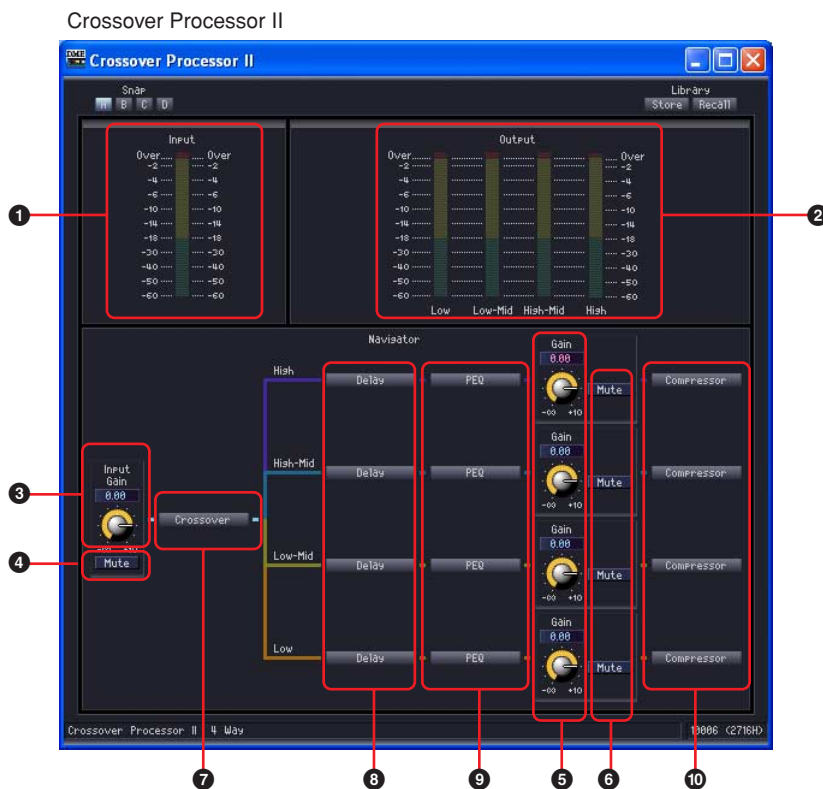 Crossover Processor II
DME
Crossover Processor II
Snap
Library
A B C D
Store Recall
Input
Output
Over Over
-2 -2
-4 -4
-6 -6
-10 -10
-14 -14
-18 -18
-30 -30
-40 -40
-50 -50
-60 -60
Over Over
-2 -2
-4 -4
-6 -6
-10 -10
-14 -14
-18 -18
-30 -30
-40 -40
-50 -50
-60 -60
Low Low-Mid High-Mid High
1
2
Navigator
Gain
0.00
High
Delay PEQ Mute Compressor
-∞ +10
Gain
0.00
High-Mid
Delay PEQ Mute Compressor
-∞ +10
3
Input
Gain
0.00
Crossover
-∞ +10
4
Mute
Gain
0.00
Low-Mid
Delay PEQ Mute Compressor
-∞ +10
Gain
0.00
Low
Delay PEQ Mute Compressor
-∞ +10
Crossover Processor II 4 Way
10006 (2716H)
7 8 9 5 6 10